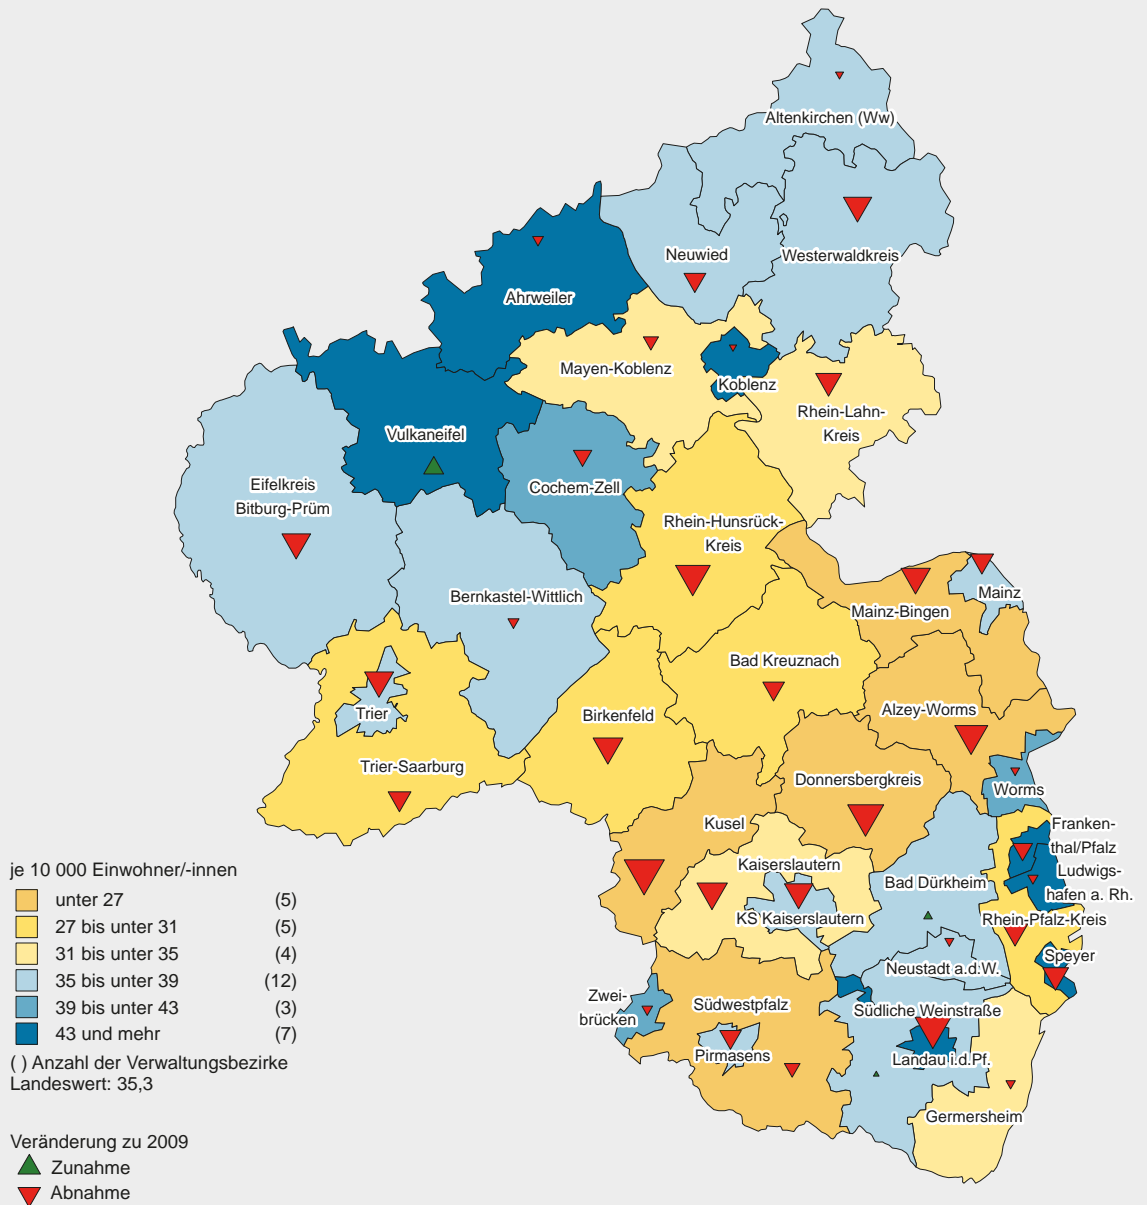 Altenkirchen (Ww)
Neuwied
Westerwaldkreis
Ahrweiler
Mayen-Koblenz
Koblenz
Rhein-Lahn-
Kreis
Vulkaneifel
Cochem-Zell
Eifelkreis
Bitburg-Prüm
Rhein-Hunsrück-
Kreis
Bernkastel-Wittlich
Mainz-Bingen
Mainz
Bad Kreuznach
Trier
Birkenfeld
Alzey-Worms
Trier-Saarburg
Donnersbergkreis
Worms
Kusel
Franken-
thal/Pfalz
Kaiserslautern
Ludwigs-
hafen a. Rh.
Bad Dürkheim
KS Kaiserslautern
Rhein-Pfalz-Kreis
Speyer
Neustadt a.d.W.
Zwei-
brücken
Südwestpfalz
Südliche Weinstraße
Pirmasens
Landau i.d.Pf.
Germersheim
je 10 000 Einwohner/-innen
unter 27 (5)
27 bis unter 31 (5)
31 bis unter 35 (4)
35 bis unter 39 (12)
39 bis unter 43 (3)
43 und mehr (7)
( ) Anzahl der Verwaltungsbezirke
Landeswert: 35,3
Veränderung zu 2009
Zunahme
Abnahme